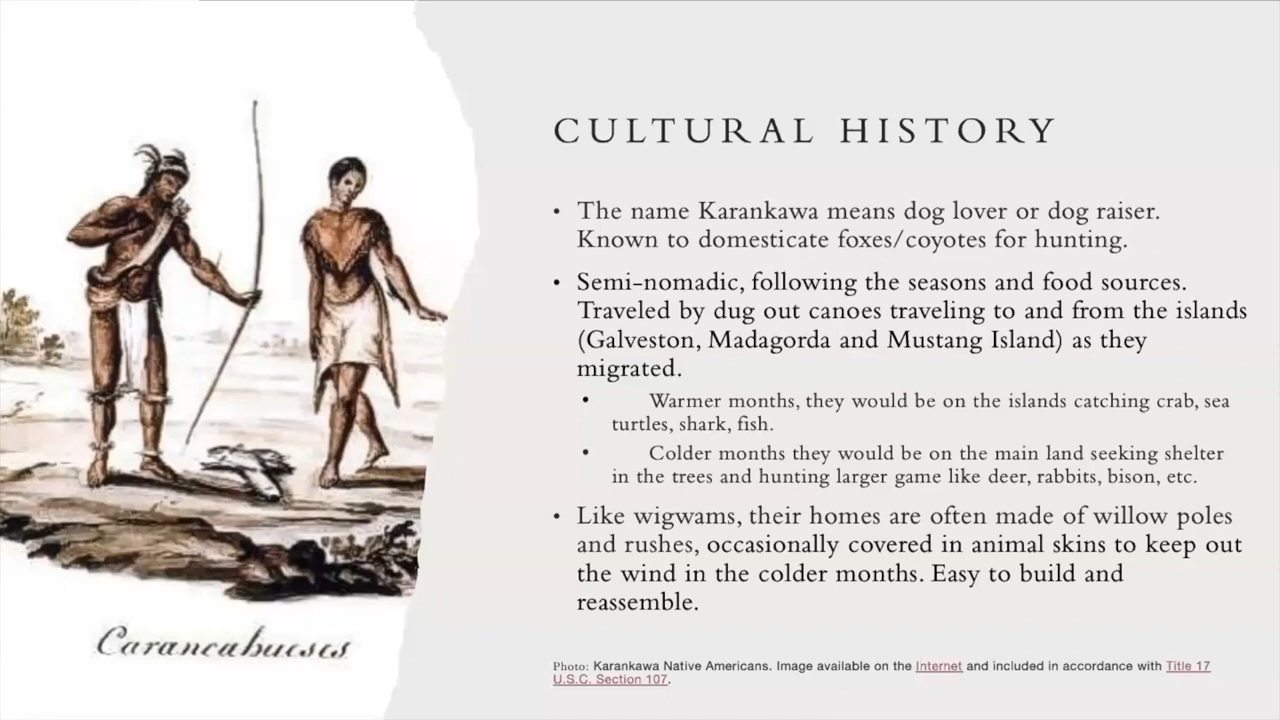 CULTURAL HISTORY
• The name Karankawa means dog lover or dog raiser.
Known to domesticate foxes/coyotes for hunting.
• Semi-nomadic, following the seasons and food sources.
Traveled by dug out canoes traveling to and from the islands
(Galveston, Madagorda and Mustang Island) as they
migrated.
• Warmer months, they would be on the islands catching crab, sea
turtles, shark, fish.
• Colder months they would be on the main land seeking shelter
in the trees and hunting larger game like deer, rabbits, bison, etc.
• Like wigwams, their homes are often made of willow poles
and rushes, occasionally covered in animal skins to keep out
the wind in the colder months. Easy to build and
reassemble.
Carancahueses
Photo: Karankawa Native Americans. Image available on the Internet and included in accordance with Title 17
U.S.C. Section 107.